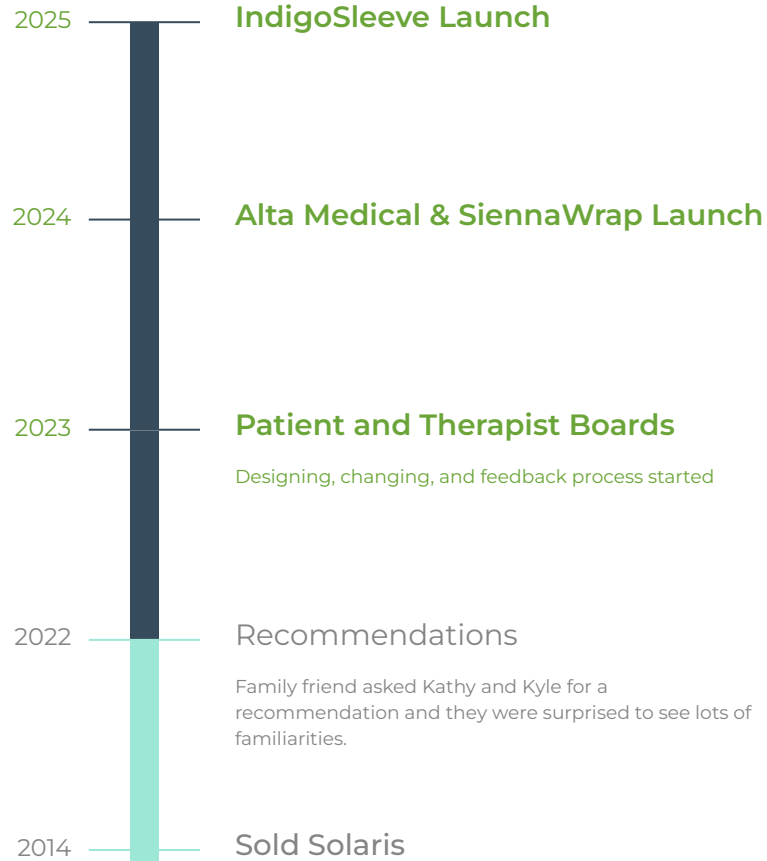 2025 IndigoSleeve Launch
2024 Alta Medical & SiennaWrap Launch
2023 Patient and Therapist Boards
Designing, changing, and feedback process started
2022 Recommendations
Family friend asked Kathy and Kyle for a
recommendation and they were surprised to see lots of
familiarities.
2014 Sold Solaris